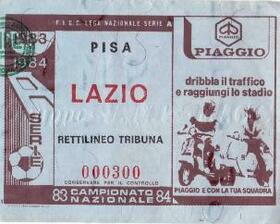 F.I.G.C. LEGA NAZIONALE SERIE A
1983
1984
PISA
LAZIO
RETTILINEO TRIBUNA
SERIE
000300
CONSERVARE PER IL CONTROLLO
83 CAMPIONATO 84
NAZIONALE
PIAGGIO
PIAGGIO
dribbla il traffico
e raggiungi lo stadio
PIAGGIO E CON LA TUA SQUADRA